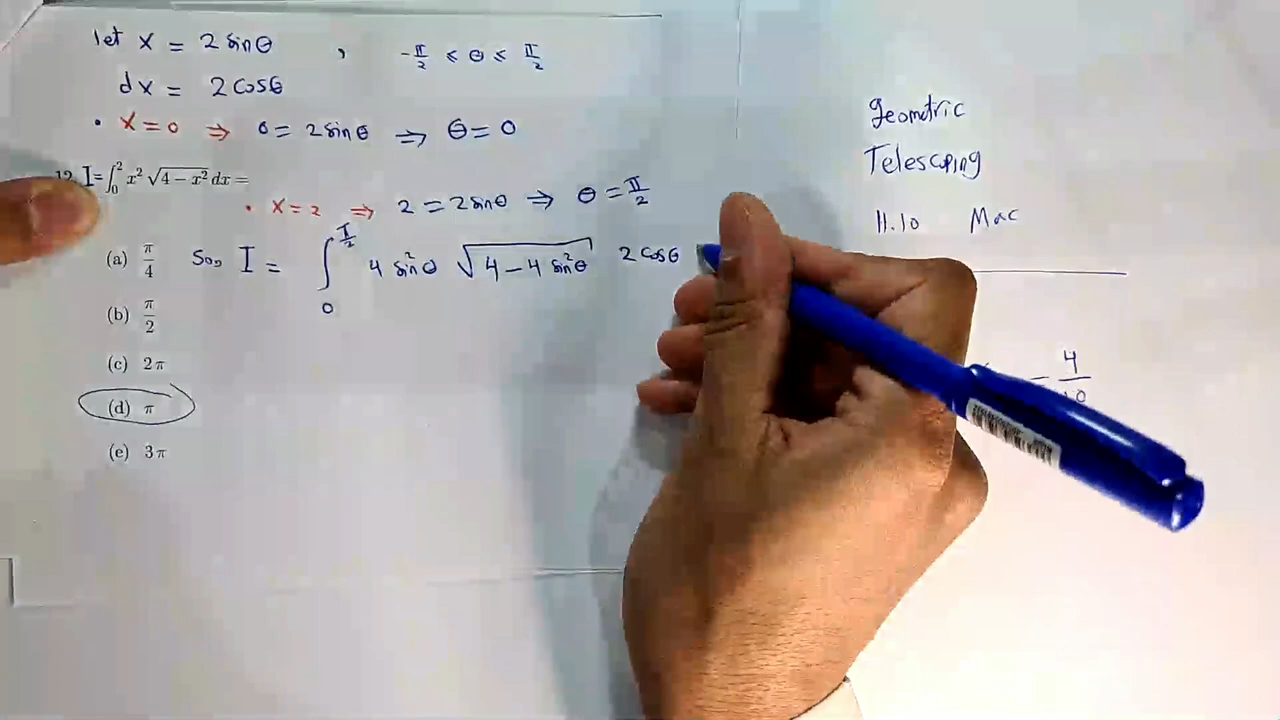 let x = 2 sinθ , -π/2 ≤ θ ≤ π/2
dx = 2 cosθ
• x=0 ⇒ 0 = 2 sinθ ⇒ θ = 0
12. I = ∫₀² x² √(4 − x²) dx =
• x=2 ⇒ 2 = 2 sinθ ⇒ θ = π/2
(a) π/4
So, I = ∫₀^(π/2) 4 sin²θ √(4 − 4 sin²θ) 2 cosθ
(b) π/2
(c) 2π
(d) π
(e) 3π
geometric
Telescoping
11.10 Mac
− 4